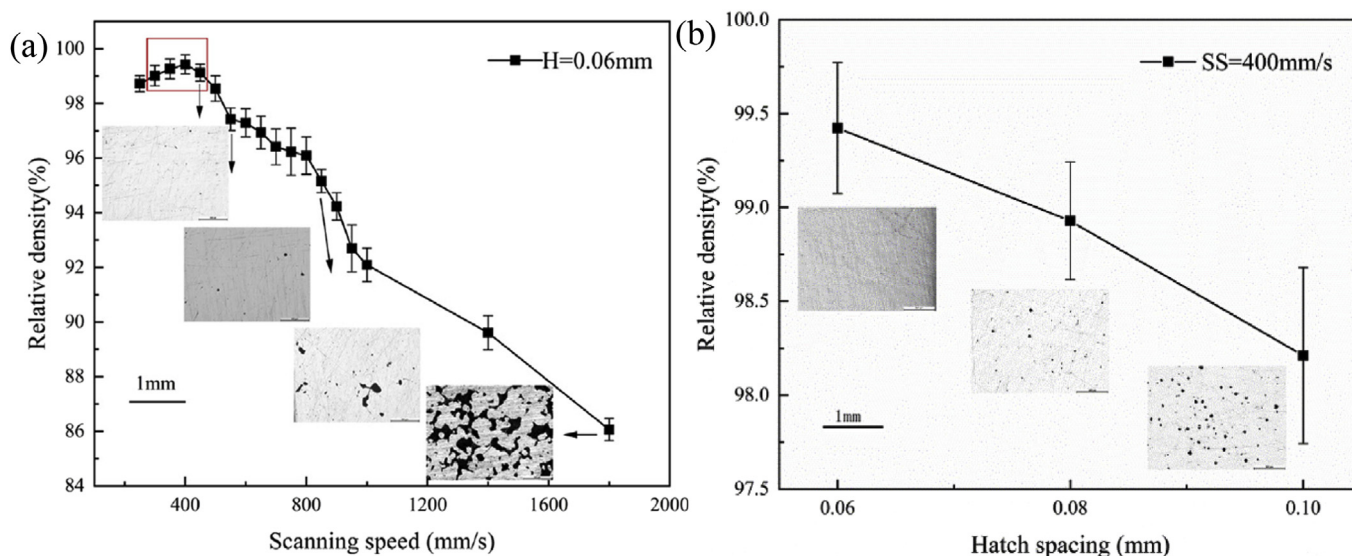 (a)
100
98
96
94
92
90
88
86
84
Relative density(%)
H=0.06mm
1mm
400
800
1200
1600
2000
Scanning speed (mm/s)
(b)
100.0
99.5
99.0
98.5
98.0
97.5
Relative density(%)
SS=400mm/s
1mm
0.06
0.08
0.10
Hatch spacing (mm)